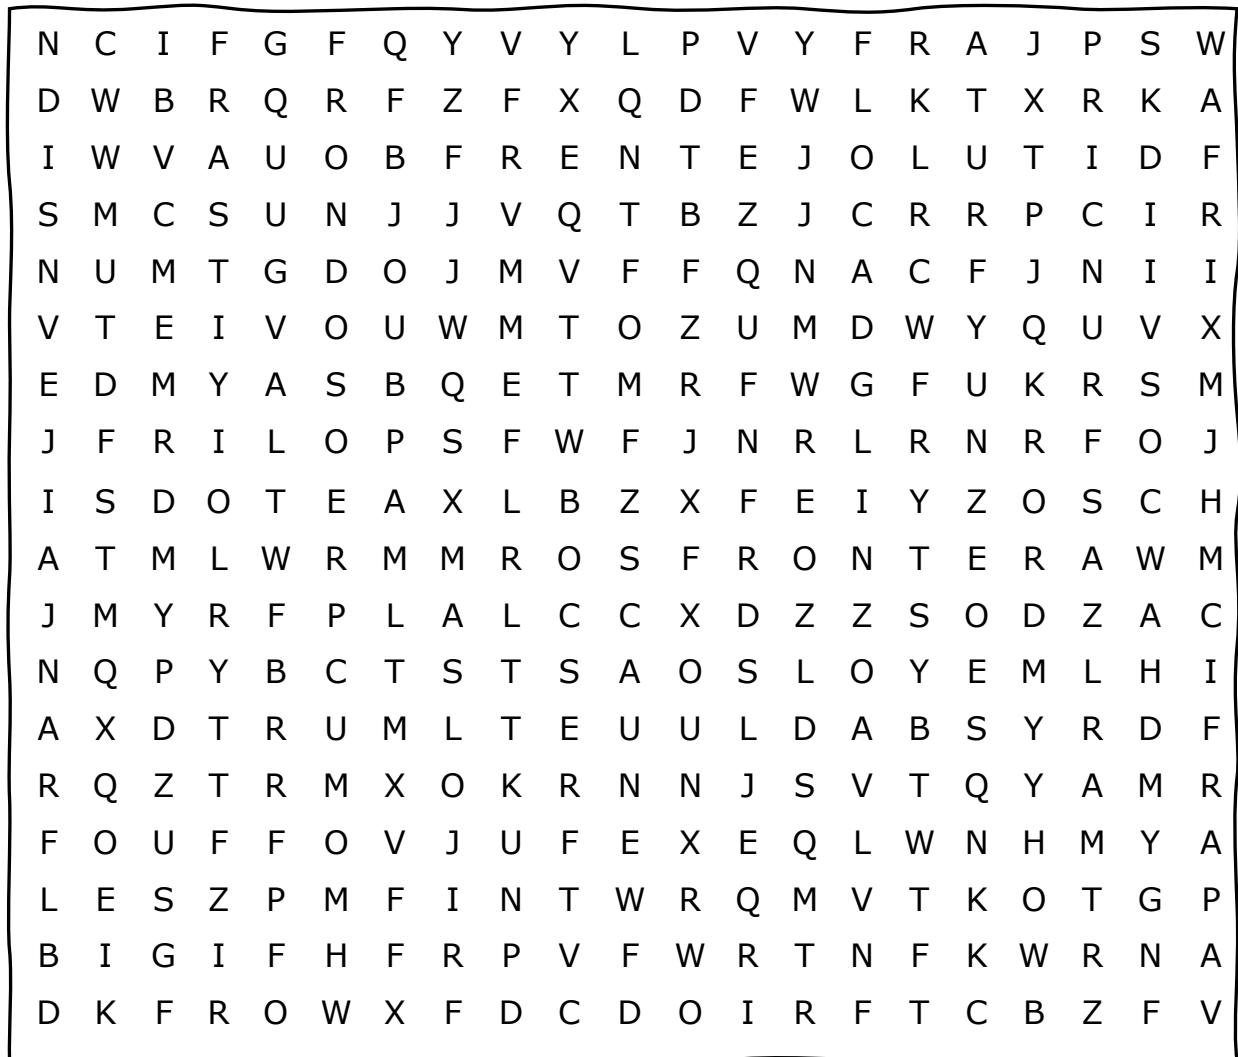 N C I F G F Q Y V Y L P V Y F R A J P S W
D W B R Q R F Z F X Q D F W L K T X R K A
I W V A U O B F R E N T E J O L U T I D F
S M C S U N J J V Q T B Z J C R R P C I R
N U M T G D O J M V F F Q N A C F J N I I
V T E I V O U W M T O Z U M D W Y Q U V X
E D M Y A S B Q E T M R F W G F U K R S M
J F R I L O P S F W F J N R L R N R F O J
I S D O T E A X L B Z X F E I Y Z O S C H
A T M L W R M M R O S F R O N T E R A W M
J M Y R F P L A L C C X D Z Z S O D Z A C
N Q P Y B C T S T S A O S L O Y E M L H I
A X D T R U M L T E U U L D A B S Y R D F
R Q Z T R M X O K R N N J S V T Q Y A M R
F O U F F O V J U F E X E Q L W N H M Y A
L E S Z P M F I N T W R Q M V T K O T G P
B I G I F H F R P V F W R T N F K W R N A
D K F R O W X F D C D O I R F T C B Z F V